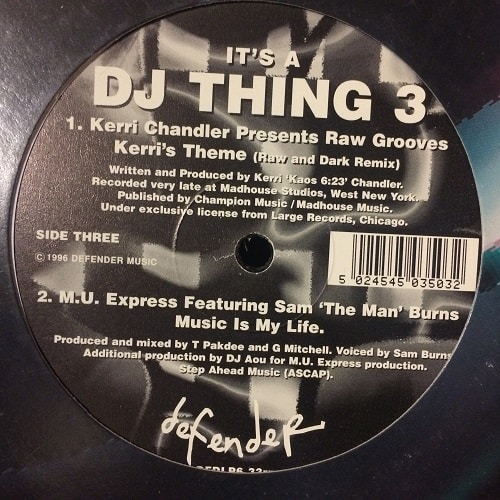 IT'S A
DJ THING 3
1. Kerri Chandler Presents Raw Grooves
Kerri's Theme (Raw and Dark Remix)
Written and Produced by Kerri 'Kaos 6:23' Chandler.
Recorded very late at Madhouse Studios, West New York.
Published by Champion Music / Madhouse Music.
Under exclusive license from Large Records, Chicago.
SIDE THREE
© 1996 DEFENDER MUSIC
5 024545 035032
2. M.U. Express Featuring Sam 'The Man' Burns
Music Is My Life.
Produced and mixed by T Pakdee and G Mitchell. Voiced by Sam Burns
Additional production by DJ Aou for M.U. Express production.
Step Ahead Music (ASCAP).
defender